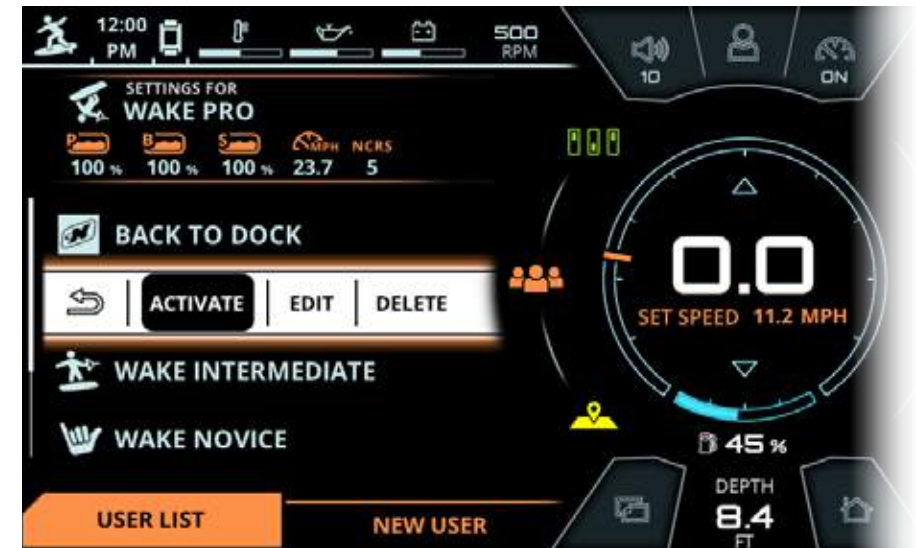 12:00
PM
500
RPM
10
ON
SETTINGS FOR
WAKE PRO
P B S MPH NCRS
100 % 100 % 100 % 23.7 5
BACK TO DOCK
ACTIVATE EDIT DELETE
WAKE INTERMEDIATE
WAKE NOVICE
0.0
SET SPEED 11.2 MPH
45 %
DEPTH
8.4
FT
USER LIST
NEW USER